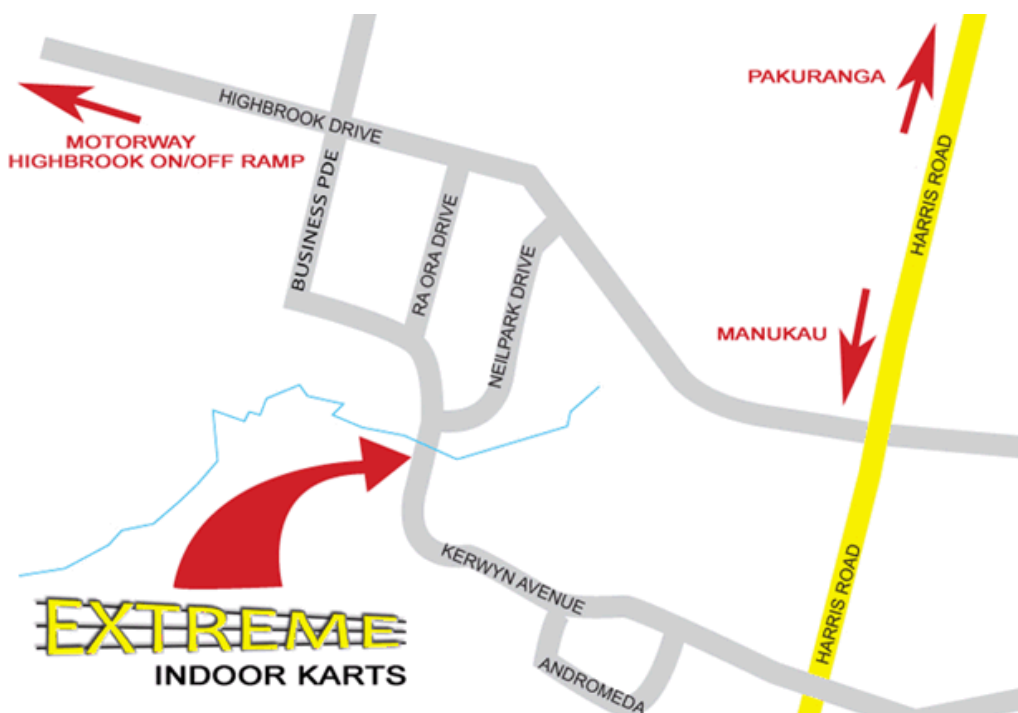 PAKURANGA
HIGHBROOK DRIVE
MOTORWAY
HIGHBROOK ON/OFF RAMP
BUSINESS PDE
RA ORA DRIVE
NEILPARK DRIVE
HARRIS ROAD
MANUKAU
KERWYN AVENUE
HARRIS ROAD
EXTREME
INDOOR KARTS
ANDROMEDA